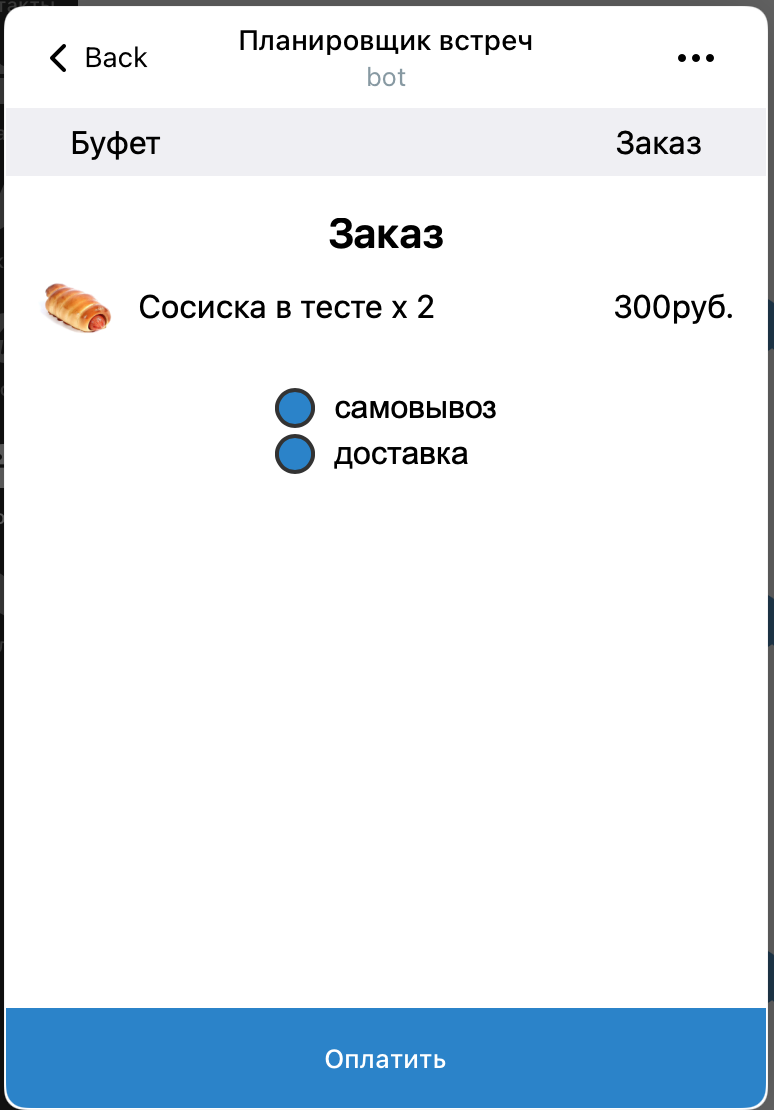 Back
Планировщик встреч
bot
Буфет Заказ
Заказ
Сосиска в тесте x 2 300руб.
самовывоз
доставка
Оплатить